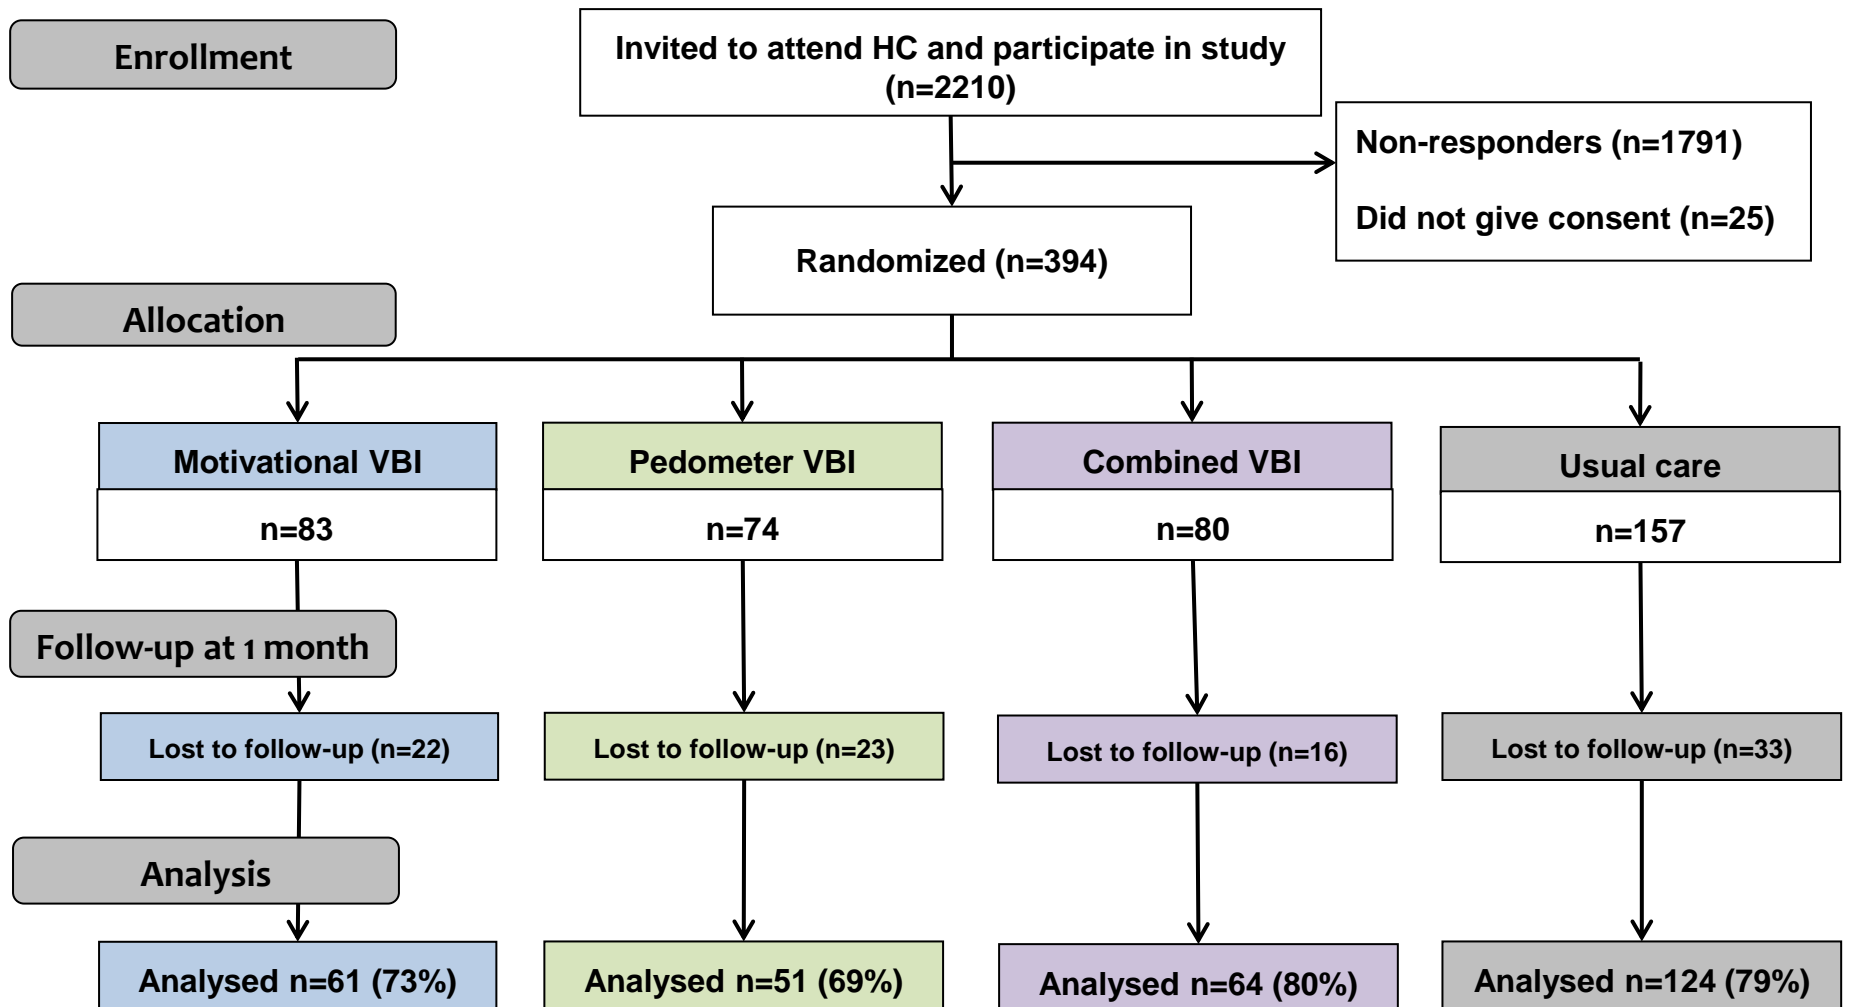 Enrollment
Invited to attend HC and participate in study
(n=2210)
Non-responders (n=1791)
Did not give consent (n=25)
Randomized (n=394)
Allocation
Motivational VBI
Pedometer VBI
Combined VBI
Usual care
n=83
n=74
n=80
n=157
Follow-up at 1 month
Lost to follow-up (n=22)
Lost to follow-up (n=23)
Lost to follow-up (n=16)
Lost to follow-up (n=33)
Analysis
Analysed n=61 (73%)
Analysed n=51 (69%)
Analysed n=64 (80%)
Analysed n=124 (79%)